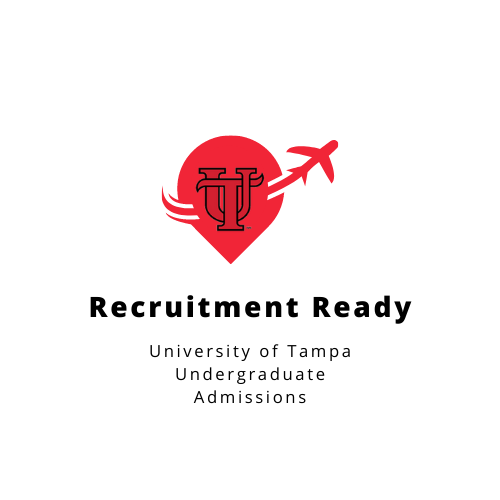 UT
Recruitment Ready
University of Tampa
Undergraduate
Admissions